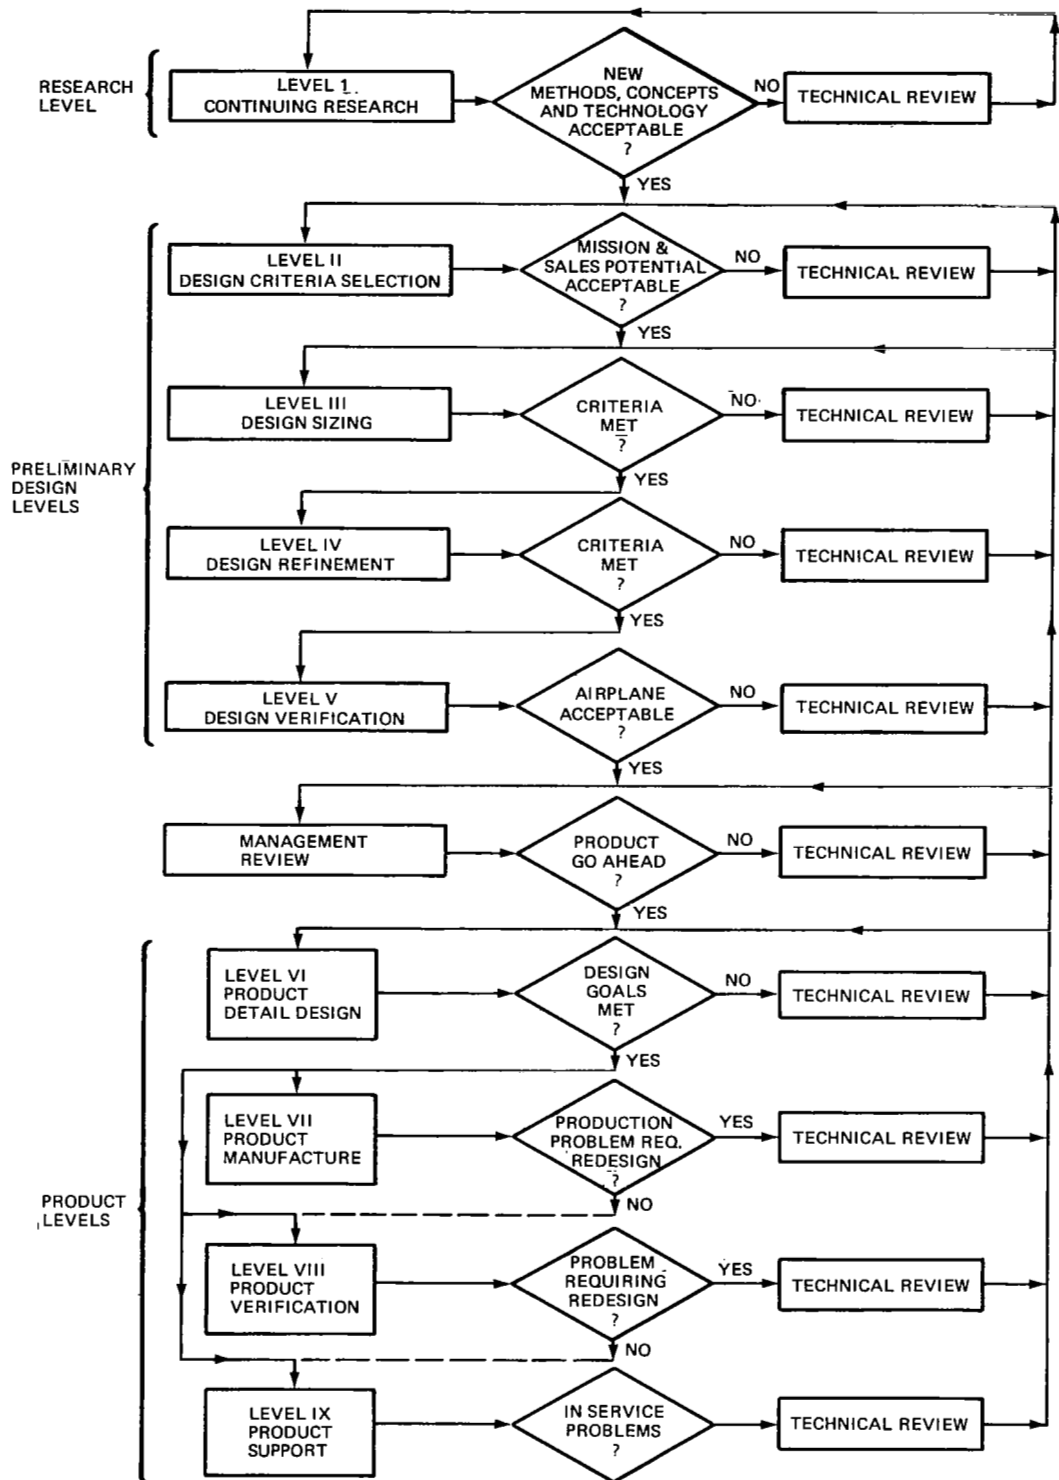 RESEARCH
LEVEL
LEVEL 1
CONTINUING RESEARCH
NEW
METHODS, CONCEPTS
AND TECHNOLOGY
ACCEPTABLE
?
NO
TECHNICAL REVIEW
YES
PRELIMINARY
DESIGN
LEVELS
LEVEL II
DESIGN CRITERIA SELECTION
MISSION &
SALES POTENTIAL
ACCEPTABLE
?
NO
TECHNICAL REVIEW
YES
LEVEL III
DESIGN SIZING
CRITERIA
MET
?
NO
TECHNICAL REVIEW
YES
LEVEL IV
DESIGN REFINEMENT
CRITERIA
MET
?
NO
TECHNICAL REVIEW
YES
LEVEL V
DESIGN VERIFICATION
AIRPLANE
ACCEPTABLE
?
NO
TECHNICAL REVIEW
YES
MANAGEMENT
REVIEW
PRODUCT
GO AHEAD
?
NO
TECHNICAL REVIEW
YES
PRODUCT
LEVELS
LEVEL VI
PRODUCT
DETAIL DESIGN
DESIGN
GOALS
MET
?
NO
TECHNICAL REVIEW
YES
LEVEL VII
PRODUCT
MANUFACTURE
PRODUCTION
PROBLEM REQ.
REDESIGN
?
YES
TECHNICAL REVIEW
NO
LEVEL VIII
PRODUCT
VERIFICATION
PROBLEM
REQUIRING
REDESIGN
?
YES
TECHNICAL REVIEW
NO
LEVEL IX
PRODUCT
SUPPORT
IN SERVICE
PROBLEMS
?
TECHNICAL REVIEW